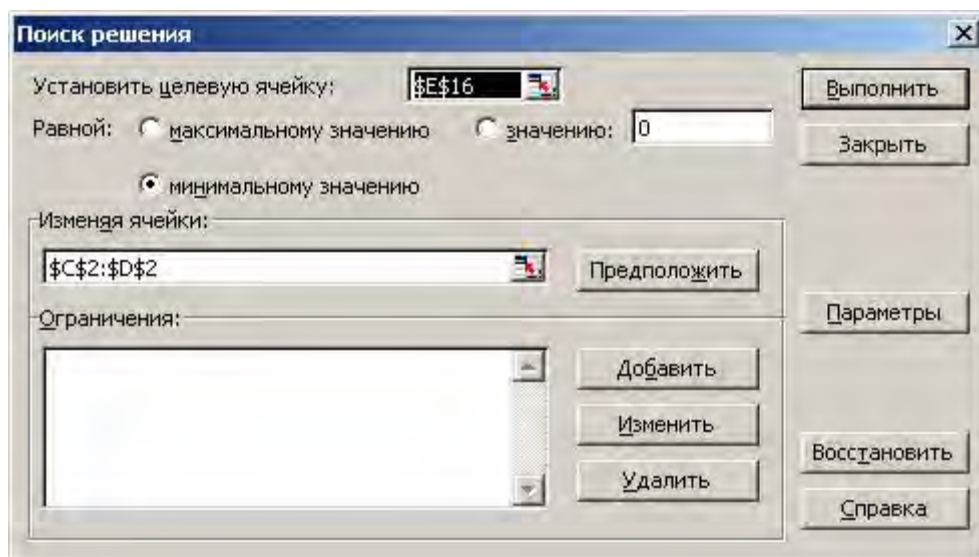 Поиск решения
Установить целевую ячейку: $E$16 Выполнить
Равной: максимальному значению значению: 0 Закрыть
минимальному значению
Изменяя ячейки:
$C$2:$D$2 Предположить
Ограничения: Параметры
Добавить
Изменить
Восстановить
Удалить
Справка